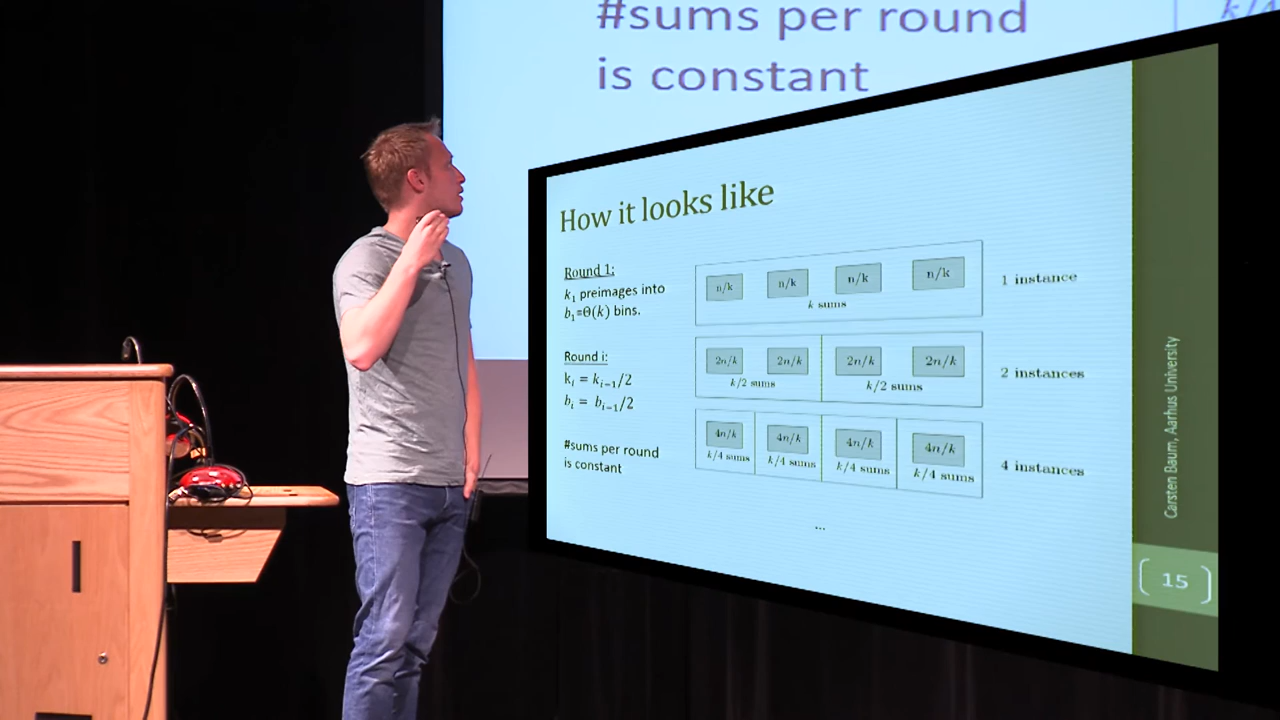 #sums per round
is constant
How it looks like
Round 1:
k₁ preimages into
b₁=Θ(k) bins.
Round i:
kᵢ = kᵢ₋₁/2
bᵢ = bᵢ₋₁/2
#sums per round
is constant
n/k n/k n/k n/k
k sums
1 instance
2n/k 2n/k 2n/k 2n/k
k/2 sums k/2 sums
2 instances
4n/k 4n/k 4n/k 4n/k
k/4 sums k/4 sums k/4 sums k/4 sums
4 instances
...
Carsten Baum, Aarhus University
15